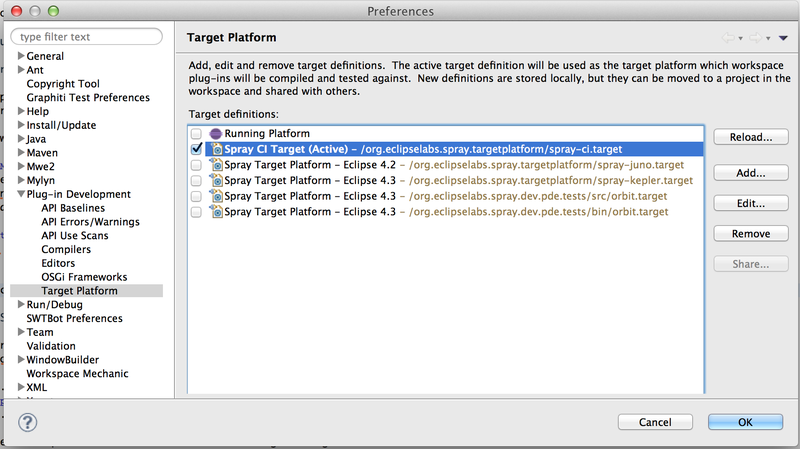 Preferences
type filter text
General
Ant
Copyright Tool
Graphiti Test Preferences
Help
Install/Update
Java
Maven
Mwe2
Mylyn
Plug-in Development
API Baselines
API Errors/Warnings
API Use Scans
Compilers
Editors
OSGi Frameworks
Target Platform
Run/Debug
SWTBot Preferences
Team
Validation
WindowBuilder
Workspace Mechanic
XML
Target Platform
Add, edit and remove target definitions.  The active target definition will be used as the target platform which workspace
plug-ins will be compiled and tested against.  New definitions are stored locally, but they can be moved to a project in the
workspace and shared with others.
Target definitions:
Running Platform
Spray CI Target (Active) – /org.eclipselabs.spray.targetplatform/spray-ci.target
Spray Target Platform – Eclipse 4.2 – /org.eclipselabs.spray.targetplatform/spray-juno.target
Spray Target Platform – Eclipse 4.3 – /org.eclipselabs.spray.targetplatform/spray-kepler.target
Spray Target Platform – Eclipse 4.3 – /org.eclipselabs.spray.dev.pde.tests/src/orbit.target
Spray Target Platform – Eclipse 4.3 – /org.eclipselabs.spray.dev.pde.tests/bin/orbit.target
Reload...
Add...
Edit...
Remove
Share...
?
Cancel
OK